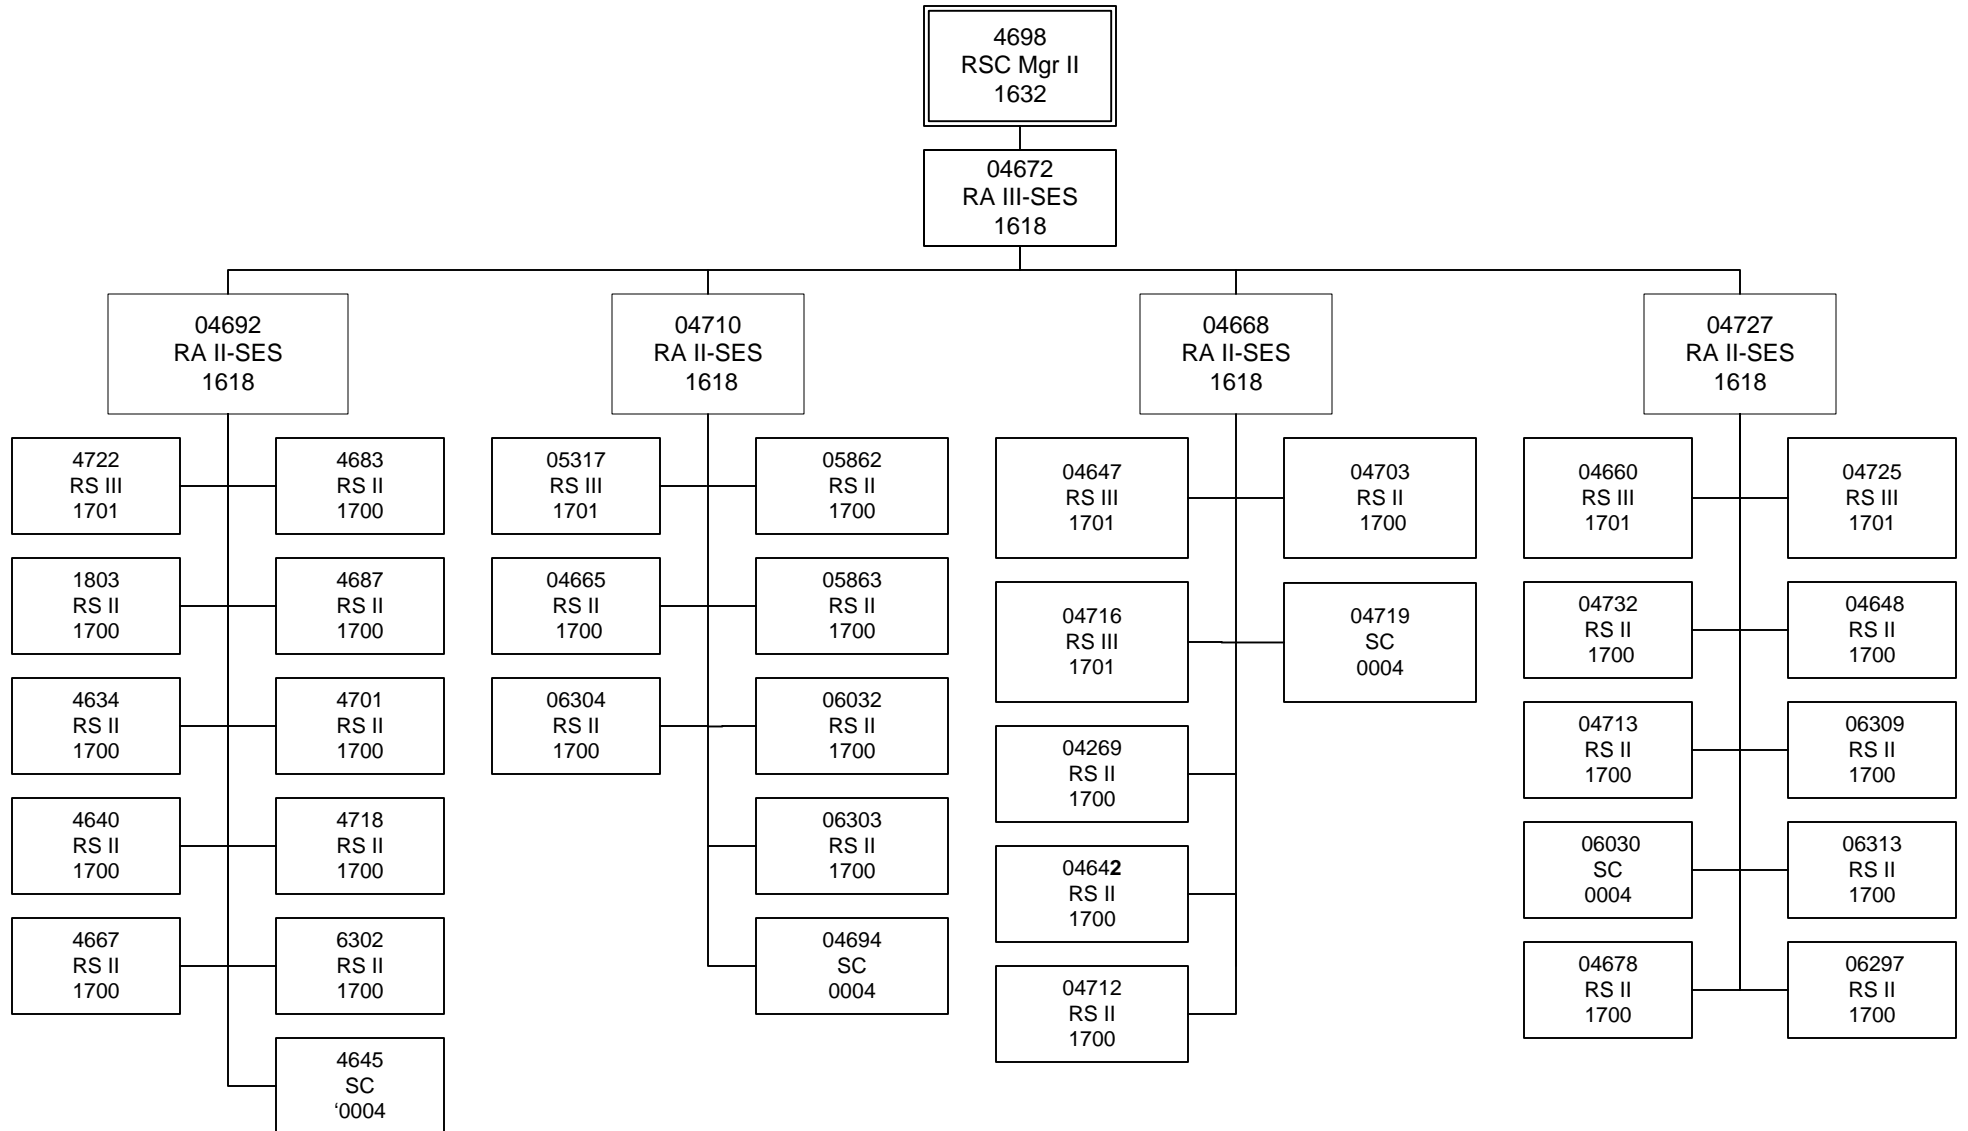 4698
RSC Mgr II
1632
04672
RA III-SES
1618
04692
RA II-SES
1618
04710
RA II-SES
1618
04668
RA II-SES
1618
04727
RA II-SES
1618
4722
RS III
1701
4683
RS II
1700
1803
RS II
1700
4687
RS II
1700
4634
RS II
1700
4701
RS II
1700
4640
RS II
1700
4718
RS II
1700
4667
RS II
1700
6302
RS II
1700
4645
SC
‘0004
05317
RS III
1701
05862
RS II
1700
04665
RS II
1700
05863
RS II
1700
06304
RS II
1700
06032
RS II
1700
06303
RS II
1700
04694
SC
0004
04647
RS III
1701
04703
RS II
1700
04716
RS III
1701
04719
SC
0004
04269
RS II
1700
04642
RS II
1700
04712
RS II
1700
04660
RS III
1701
04725
RS III
1701
04732
RS II
1700
04648
RS II
1700
04713
RS II
1700
06309
RS II
1700
06030
SC
0004
06313
RS II
1700
04678
RS II
1700
06297
RS II
1700